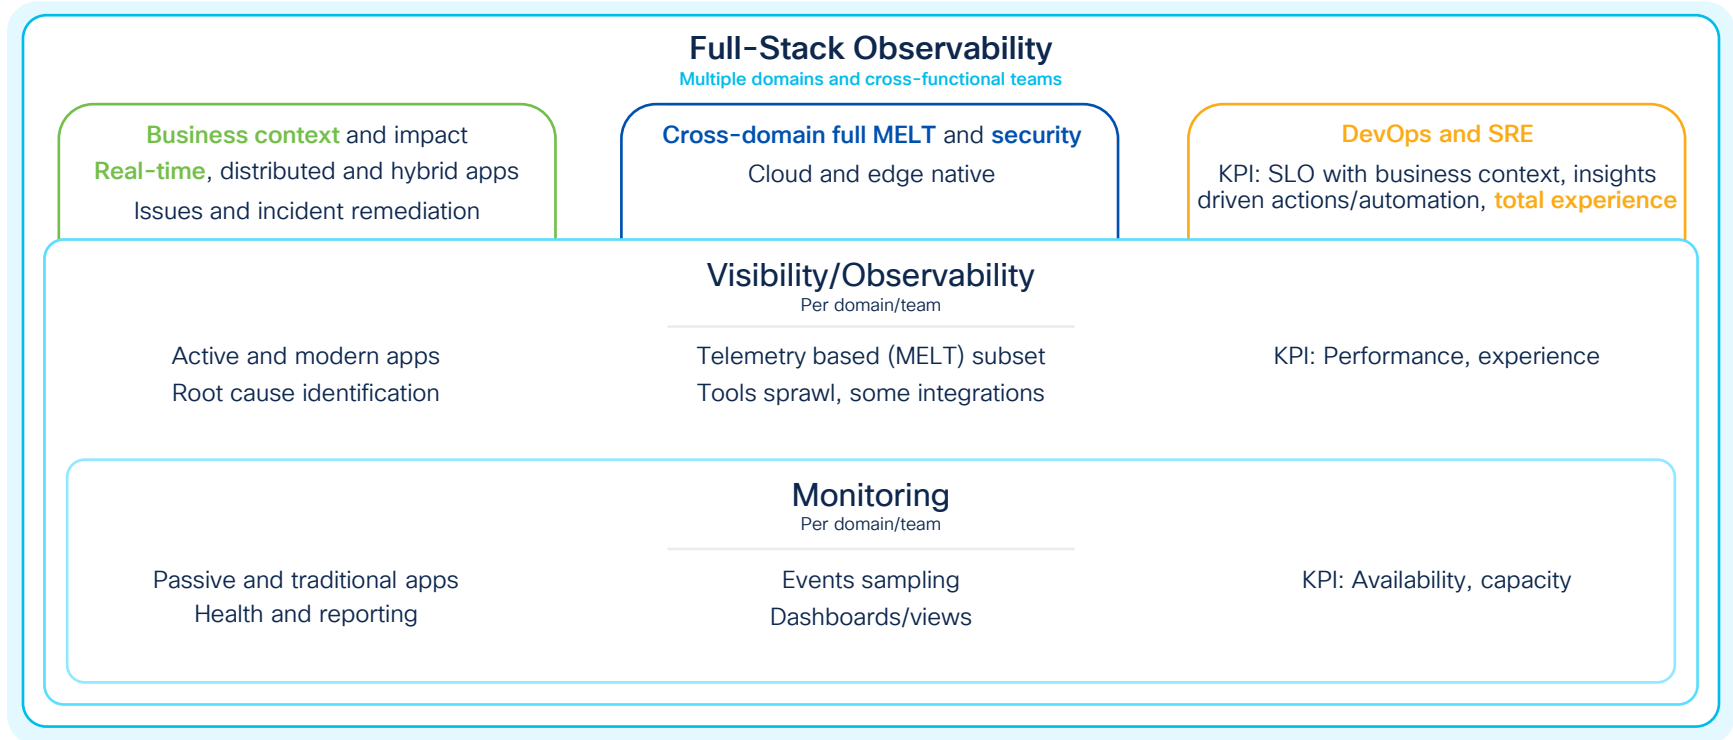 Full-Stack Observability
Multiple domains and cross-functional teams
Business context and impact
Real-time, distributed and hybrid apps
Issues and incident remediation
Cross-domain full MELT and security
Cloud and edge native
DevOps and SRE
KPI: SLO with business context, insights
driven actions/automation, total experience
Visibility/Observability
Per domain/team
Active and modern apps
Root cause identification
Telemetry based (MELT) subset
Tools sprawl, some integrations
KPI: Performance, experience
Monitoring
Per domain/team
Passive and traditional apps
Health and reporting
Events sampling
Dashboards/views
KPI: Availability, capacity